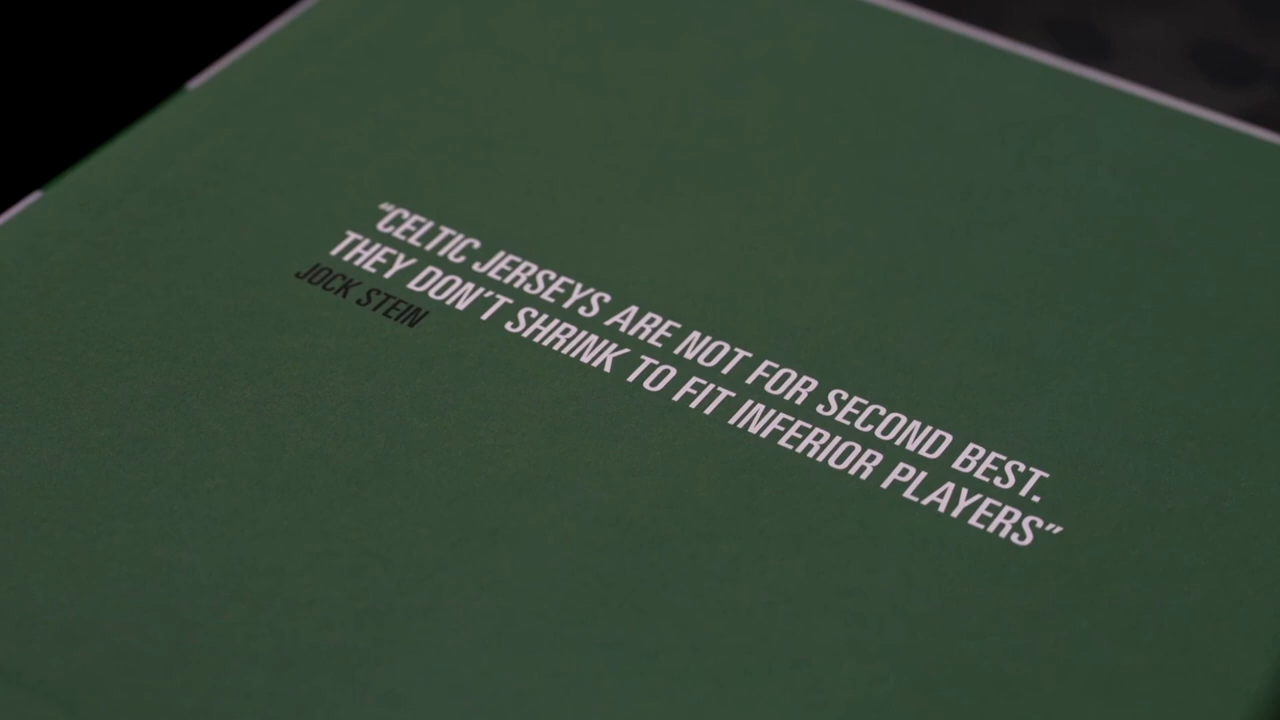 “CELTIC JERSEYS ARE NOT FOR SECOND BEST.
THEY DON’T SHRINK TO FIT INFERIOR PLAYERS”
JOCK STEIN